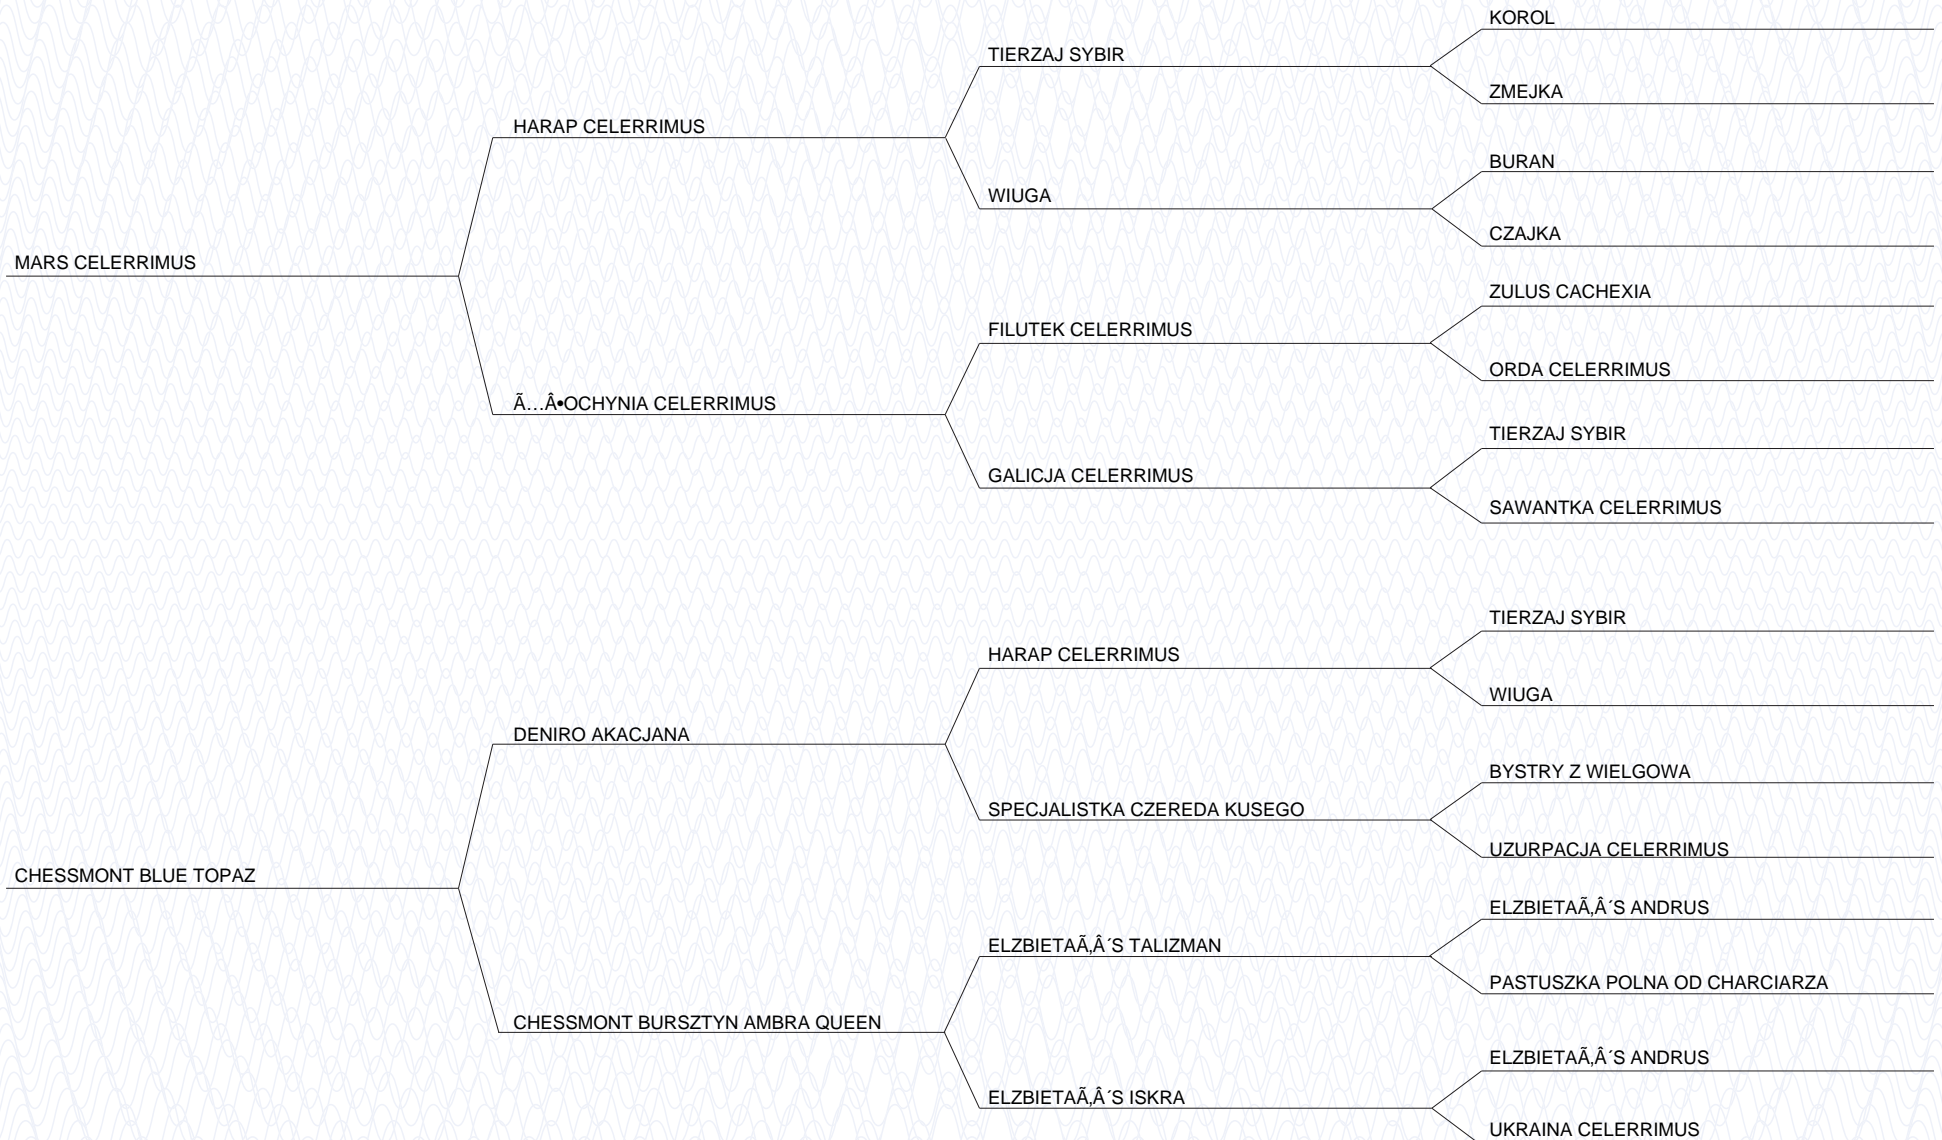 KOROL
TIERZAJ SYBIR
ZMEJKA
HARAP CELERRIMUS
BURAN
WIUGA
CZAJKA
MARS CELERRIMUS
ZULUS CACHEXIA
FILUTEK CELERRIMUS
ORDA CELERRIMUS
Ã…Â•OCHYNIA CELERRIMUS
TIERZAJ SYBIR
GALICJA CELERRIMUS
SAWANTKA CELERRIMUS
TIERZAJ SYBIR
HARAP CELERRIMUS
WIUGA
DENIRO AKACJANA
BYSTRY Z WIELGOWA
SPECJALISTKA CZEREDA KUSEGO
UZURPACJA CELERRIMUS
CHESSMONT BLUE TOPAZ
ELZBIETAÃ‚Â´S ANDRUS
ELZBIETAÃ‚Â´S TALIZMAN
PASTUSZKA POLNA OD CHARCIARZA
CHESSMONT BURSZTYN AMBRA QUEEN
ELZBIETAÃ‚Â´S ANDRUS
ELZBIETAÃ‚Â´S ISKRA
UKRAINA CELERRIMUS